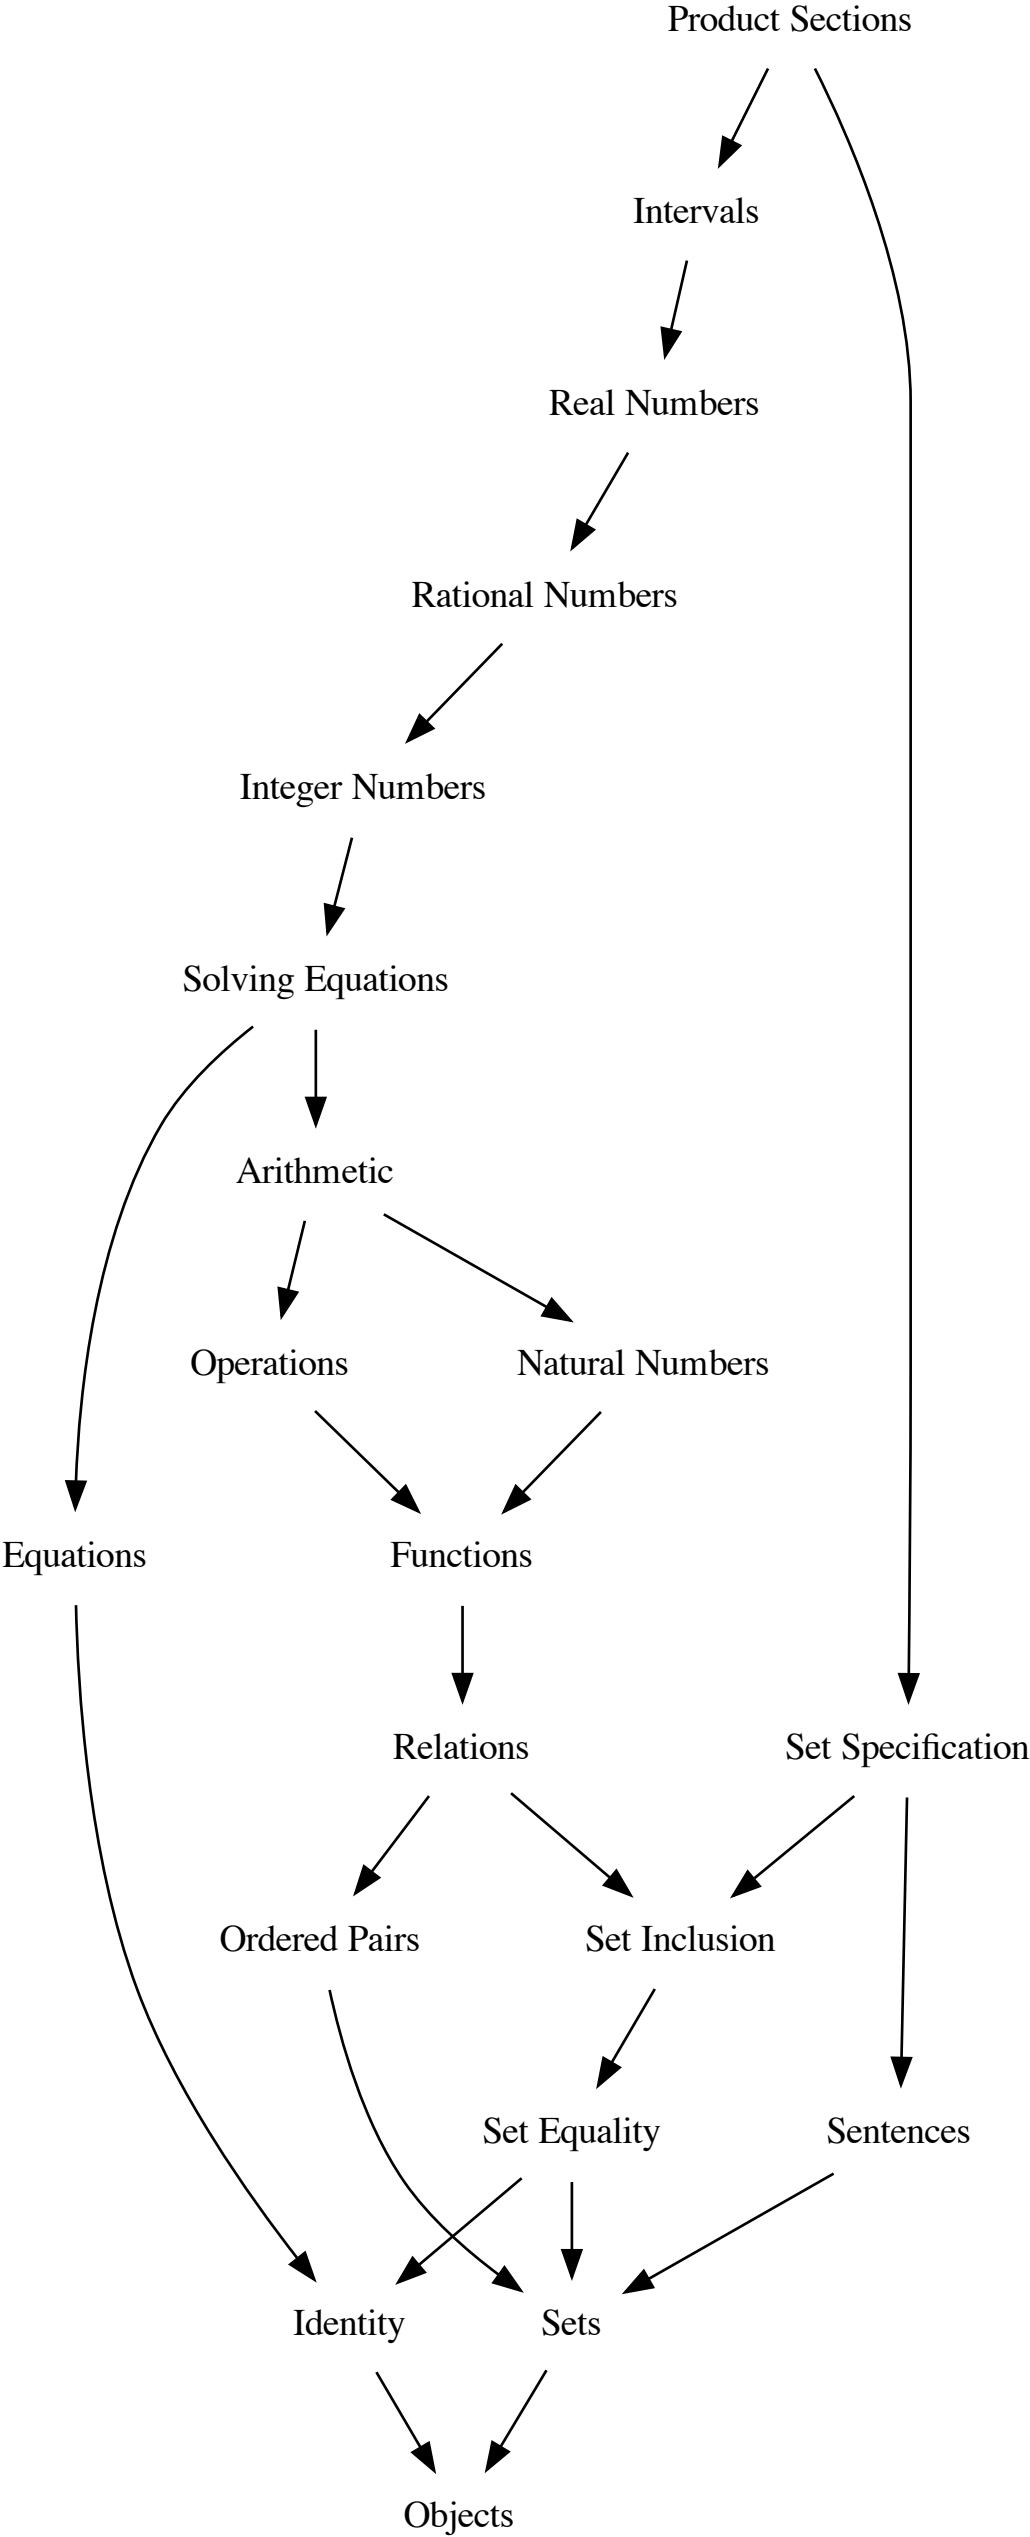 Product Sections
Intervals
Real Numbers
Rational Numbers
Integer Numbers
Solving Equations
Arithmetic
Operations
Natural Numbers
Equations
Functions
Relations
Set Specification
Ordered Pairs
Set Inclusion
Set Equality
Sentences
Identity
Sets
Objects